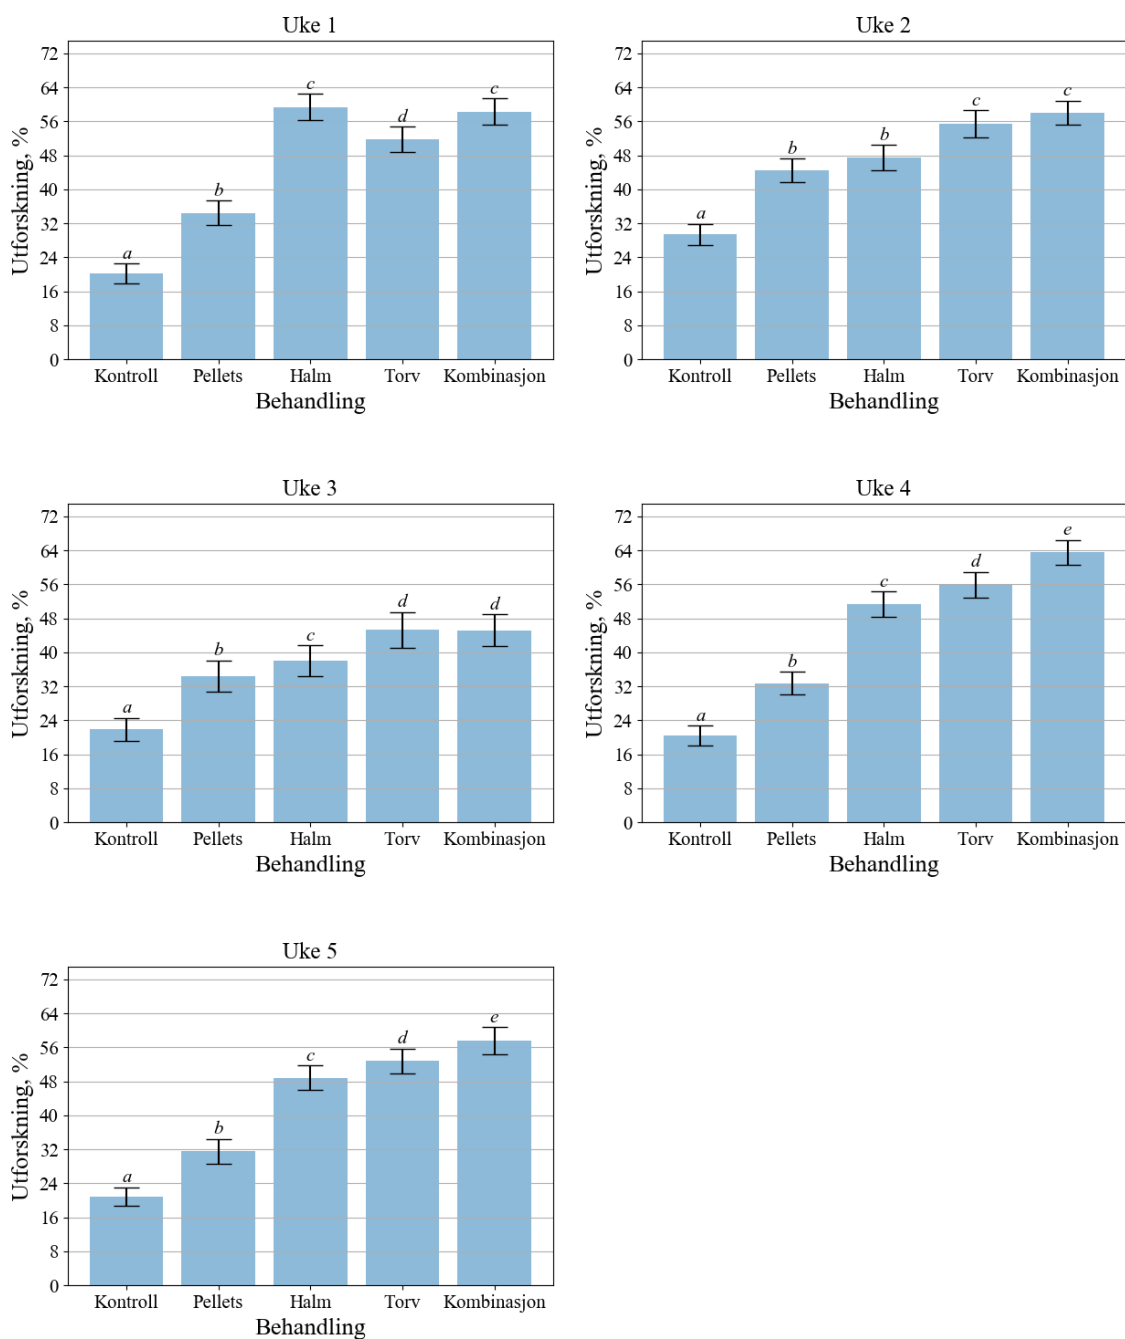 Uke 1
Utforskning, %
72
64
56
48
40
32
24
16
8
0
a
b
c
d
c
Kontroll Pellets Halm Torv Kombinasjon
Behandling
Uke 2
Utforskning, %
72
64
56
48
40
32
24
16
8
0
a
b
b
c
c
Kontroll Pellets Halm Torv Kombinasjon
Behandling
Uke 3
Utforskning, %
72
64
56
48
40
32
24
16
8
0
a
b
c
d
d
Kontroll Pellets Halm Torv Kombinasjon
Behandling
Uke 4
Utforskning, %
72
64
56
48
40
32
24
16
8
0
a
b
c
d
e
Kontroll Pellets Halm Torv Kombinasjon
Behandling
Uke 5
Utforskning, %
72
64
56
48
40
32
24
16
8
0
a
b
c
d
e
Kontroll Pellets Halm Torv Kombinasjon
Behandling